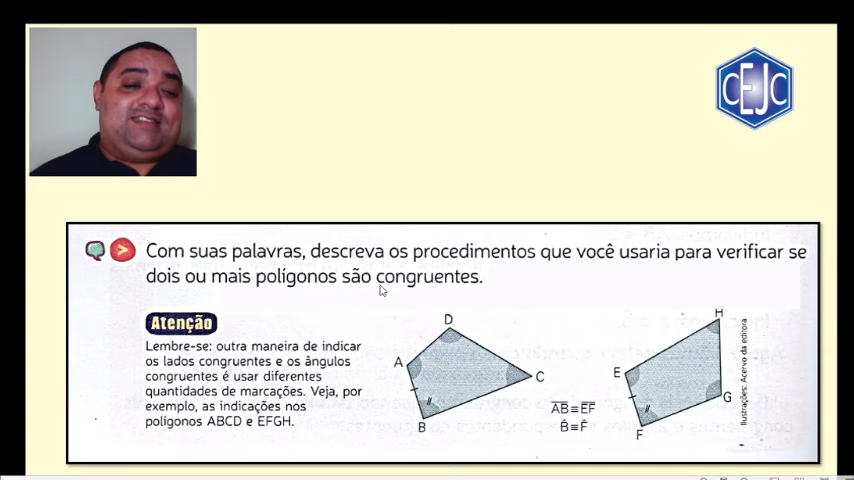 CEJC
Com suas palavras, descreva os procedimentos que você usaria para verificar se
dois ou mais polígonos são congruentes.
Atenção
Lembre-se: outra maneira de indicar
os lados congruentes e os ângulos
congruentes é usar diferentes
quantidades de marcações. Veja, por
exemplo, as indicações nos
polígonos ABCD e EFGH.
D
A
C
B
AB≡EF
B̂≡F̂
H
E
G
F
Ilustrações: Acervo da editora